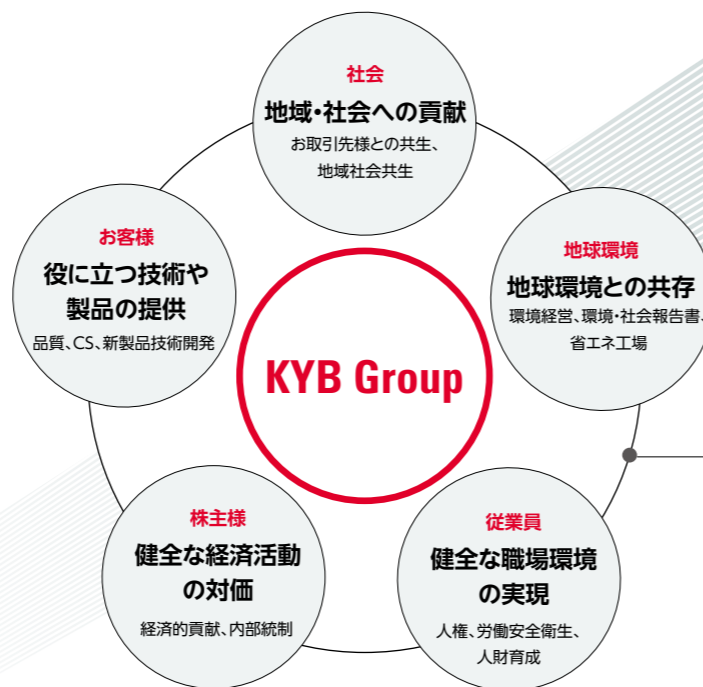 社会
地域・社会への貢献
お取引先様との共生、
地域社会共生
お客様
役に立つ技術や
製品の提供
品質、CS、新製品技術開発
地球環境
地球環境との共存
環境経営、環境・社会報告書、
省エネ工場
KYB Group
株主様
健全な経済活動
の対価
経済的貢献、内部統制
従業員
健全な職場環境
の実現
人権、労働安全衛生、
人財育成